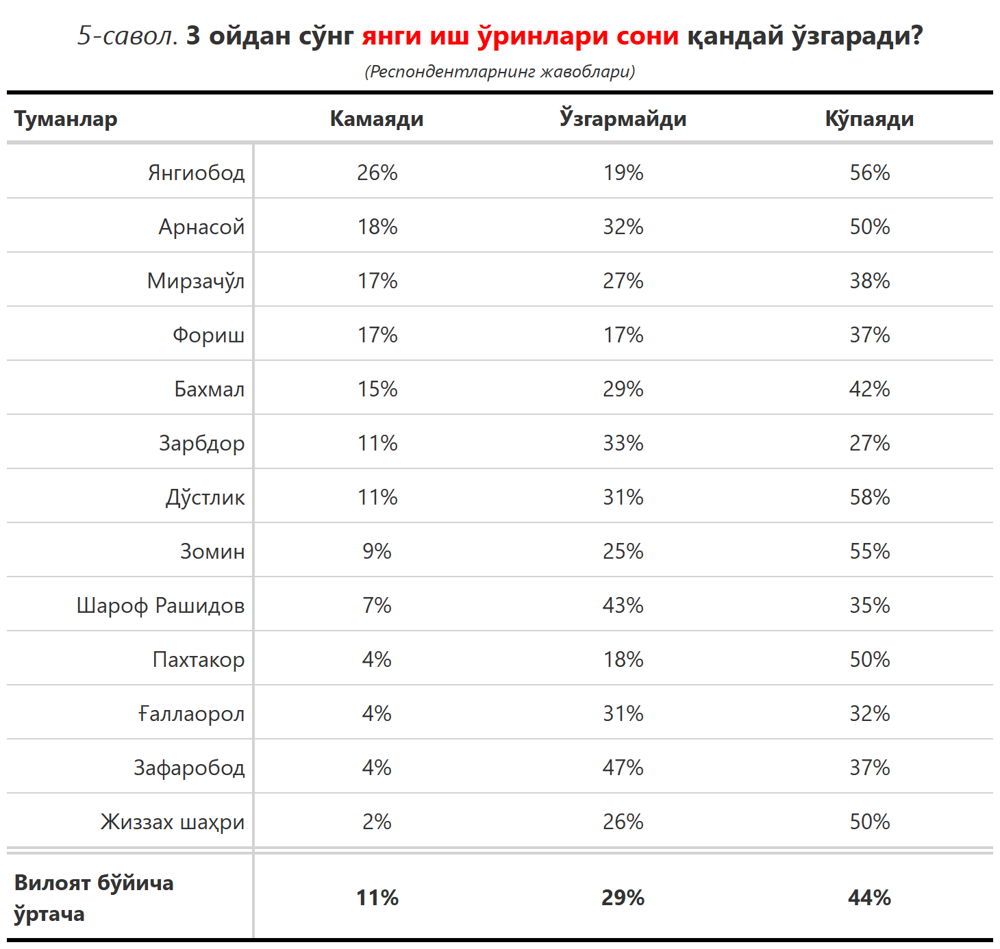 5-савол. 3 ойдан сўнг янги иш ўринлари сони қандай ўзгаради?
(Респондентларнинг жавоблари)
Туманлар Камаяди Ўзгармайди Кўпаяди
Янгиобод 26% 19% 56%
Арнасой 18% 32% 50%
Мирзачўл 17% 27% 38%
Фориш 17% 17% 37%
Бахмал 15% 29% 42%
Зарбдор 11% 33% 27%
Дўстлик 11% 31% 58%
Зомин 9% 25% 55%
Шароф Рашидов 7% 43% 35%
Пахтакор 4% 18% 50%
Ғаллаорол 4% 31% 32%
Зафаробод 4% 47% 37%
Жиззах шаҳри 2% 26% 50%
Вилоят бўйича
ўртача 11% 29% 44%